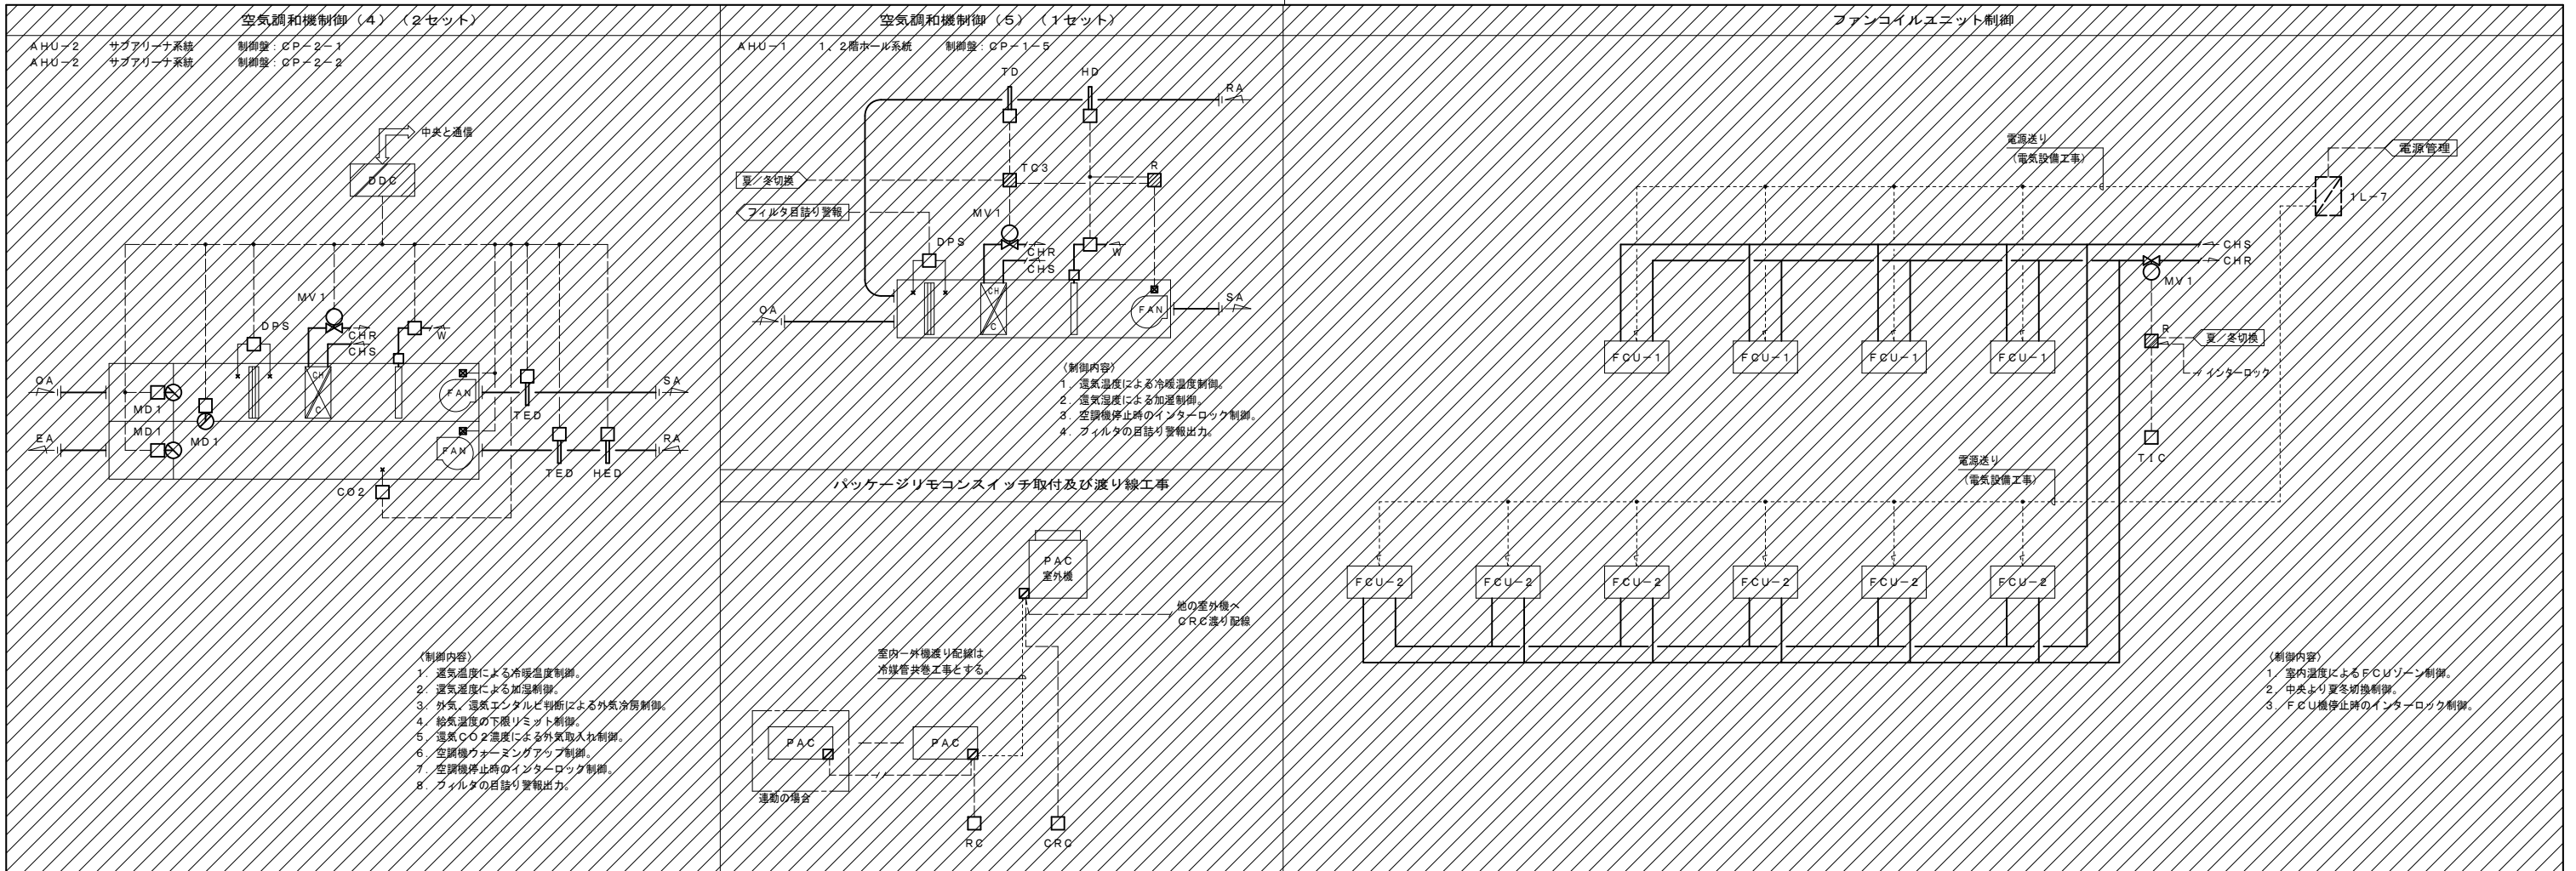 空気調和機制御(4) (2セット)
AHU-2 サブアリーナ系統 制御盤:CP-2-1
AHU-2 サブアリーナ系統 制御盤:CP-2-2
中央と通信
DDC
MV1
DPS
CHR
CHS
W
OA
MD1
CH
C
FAN
TED
SA
EA
MD1
MD1
FAN
TED
HED
RA
CO2
〈制御内容〉
1.還気温度による冷暖温度制御。
2.還気湿度による加湿制御。
3.外気、還気エンタルピ判断による外気冷房制御。
4.給気温度の下限リミット制御。
5.還気CO2濃度による外気取入れ制御。
6.空調機ウォーミングアップ制御。
7.空調機停止時のインターロック制御。
8.フィルタの目詰り警報出力。
空気調和機制御(5) (1セット)
AHU-1 1、2階ホール系統 制御盤:CP-1-5
TD
HD
RA
TC3
R
夏/冬切換
フィルタ目詰り警報
MV1
DPS
CHR
CHS
W
OA
CH
C
FAN
SA
〈制御内容〉
1.還気温度による冷暖温度制御。
2.還気湿度による加湿制御。
3.空調機停止時のインターロック制御。
4.フィルタの目詰り警報出力。
パッケージリモコンスイッチ取付及び渡り線工事
PAC
室外機
他の室外機へ
CRC渡り配線
室内-外機渡り配線は
冷媒管共巻工事とする。
PAC
PAC
連動の場合
RC
CRC
ファンコイルユニット制御
電源送り
(電気設備工事)
電源管理
1L-7
CHS
CHR
MV1
FCU-1
FCU-1
FCU-1
FCU-1
R
夏/冬切換
インターロック
TIC
電源送り
(電気設備工事)
FCU-2
FCU-2
FCU-2
FCU-2
FCU-2
FCU-2
〈制御内容〉
1.室内温度によるFCUゾーン制御。
2.中央より夏冬切換制御。
3.FCU機停止時のインターロック制御。